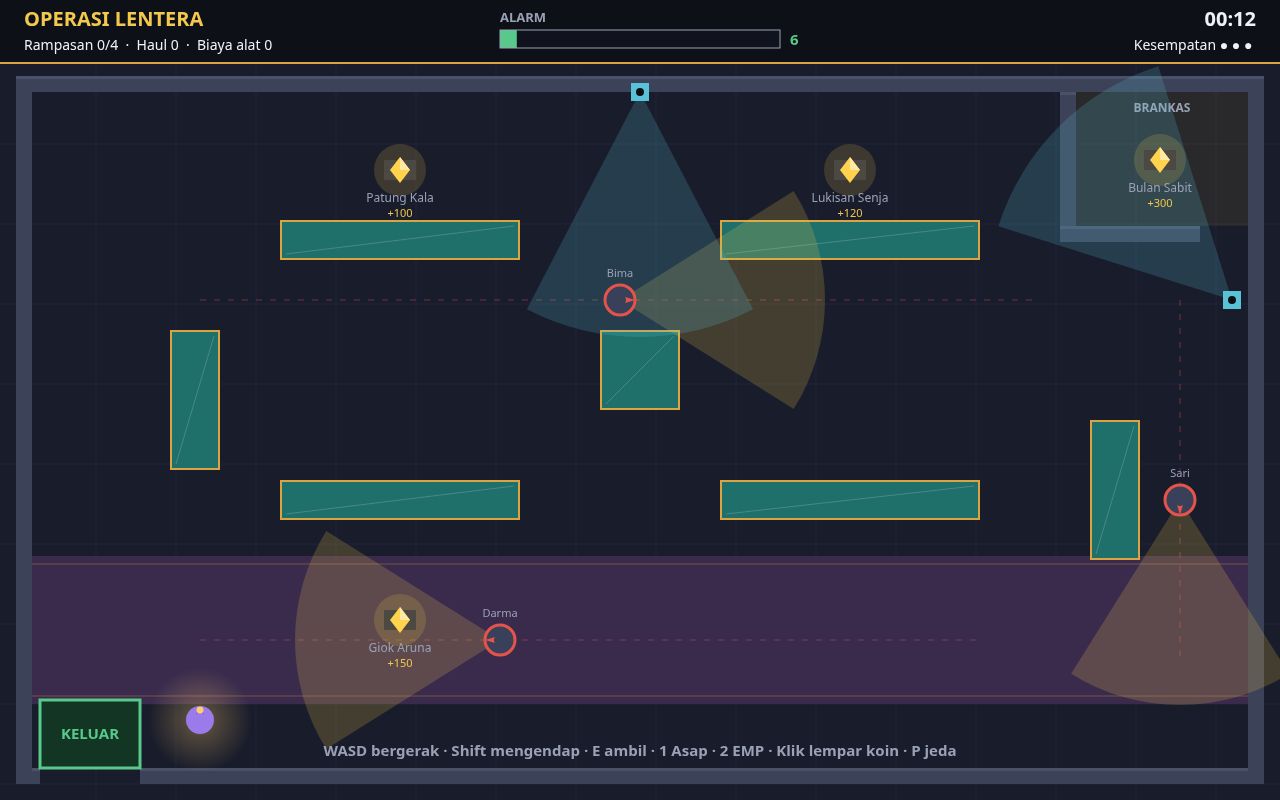 OPERASI LENTERA
Rampasan 0/4 · Haul 0 · Biaya alat 0
ALARM
6
00:12
Kesempatan ● ● ●
BRANKAS
Bulan Sabit
+300
Patung Kala
+100
Lukisan Senja
+120
Bima
Sari
Darma
Giok Aruna
+150
KELUAR
WASD bergerak · Shift mengendap · E ambil · 1 Asap · 2 EMP · Klik lempar koin · P jeda